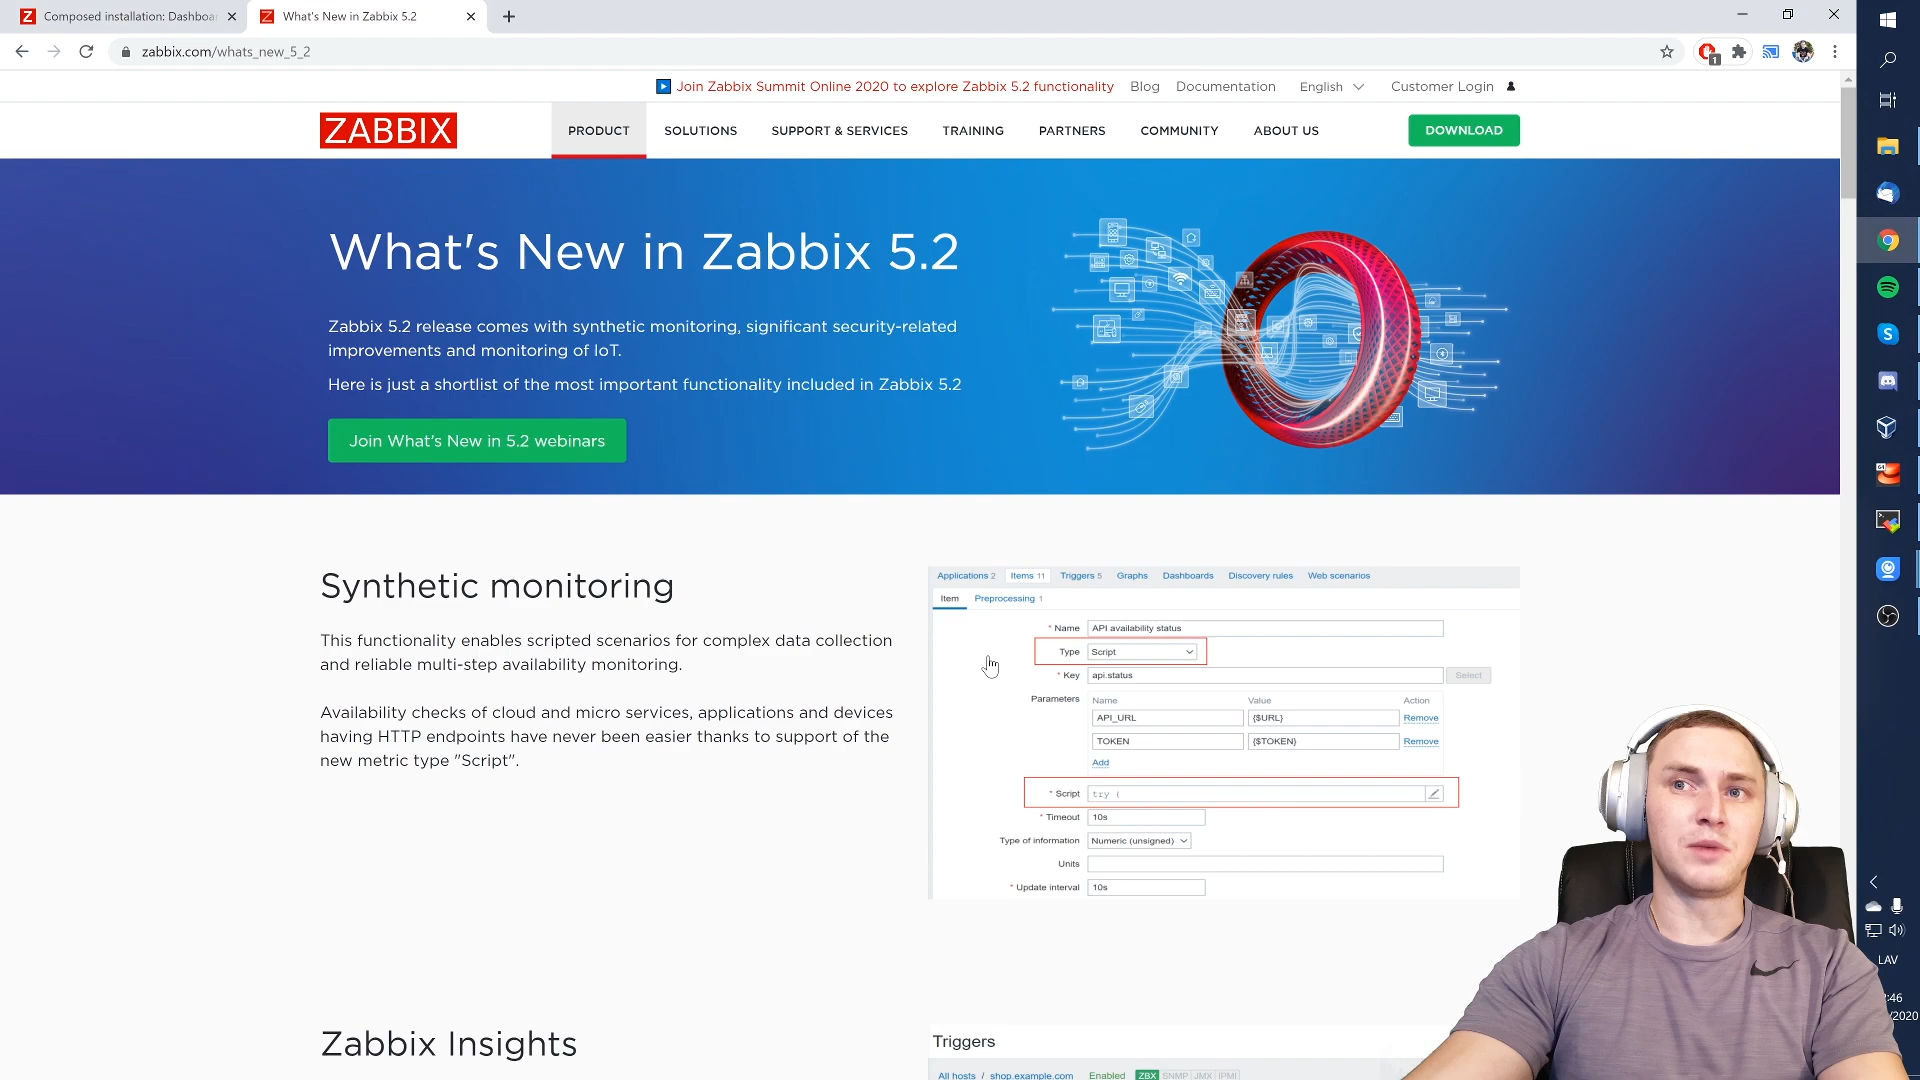 Composed installation: Dashboar
What's New in Zabbix 5.2
zabbix.com/whats_new_5_2
Join Zabbix Summit Online 2020 to explore Zabbix 5.2 functionality
Blog
Documentation
English
Customer Login
ZABBIX
PRODUCT
SOLUTIONS
SUPPORT & SERVICES
TRAINING
PARTNERS
COMMUNITY
ABOUT US
DOWNLOAD
What's New in Zabbix 5.2
Zabbix 5.2 release comes with synthetic monitoring, significant security-related
improvements and monitoring of IoT.
Here is just a shortlist of the most important functionality included in Zabbix 5.2
Join What's New in 5.2 webinars
Synthetic monitoring
This functionality enables scripted scenarios for complex data collection
and reliable multi-step availability monitoring.
Availability checks of cloud and micro services, applications and devices
having HTTP endpoints have never been easier thanks to support of the
new metric type "Script".
Applications 2 Items 11 Triggers 5 Graphs Dashboards Discovery rules Web scenarios
Item Preprocessing 1
* Name API availability status
Type Script
* Key api.status Select
Parameters Name Value Action
API_URL {$URL} Remove
TOKEN {$TOKEN} Remove
Add
* Script try {
* Timeout 10s
Type of information Numeric (unsigned)
Units
* Update interval 10s
Zabbix Insights
Triggers
All hosts / shop.example.com Enabled ZBX SNMP JMX IPMI
LAV
:46
/2020